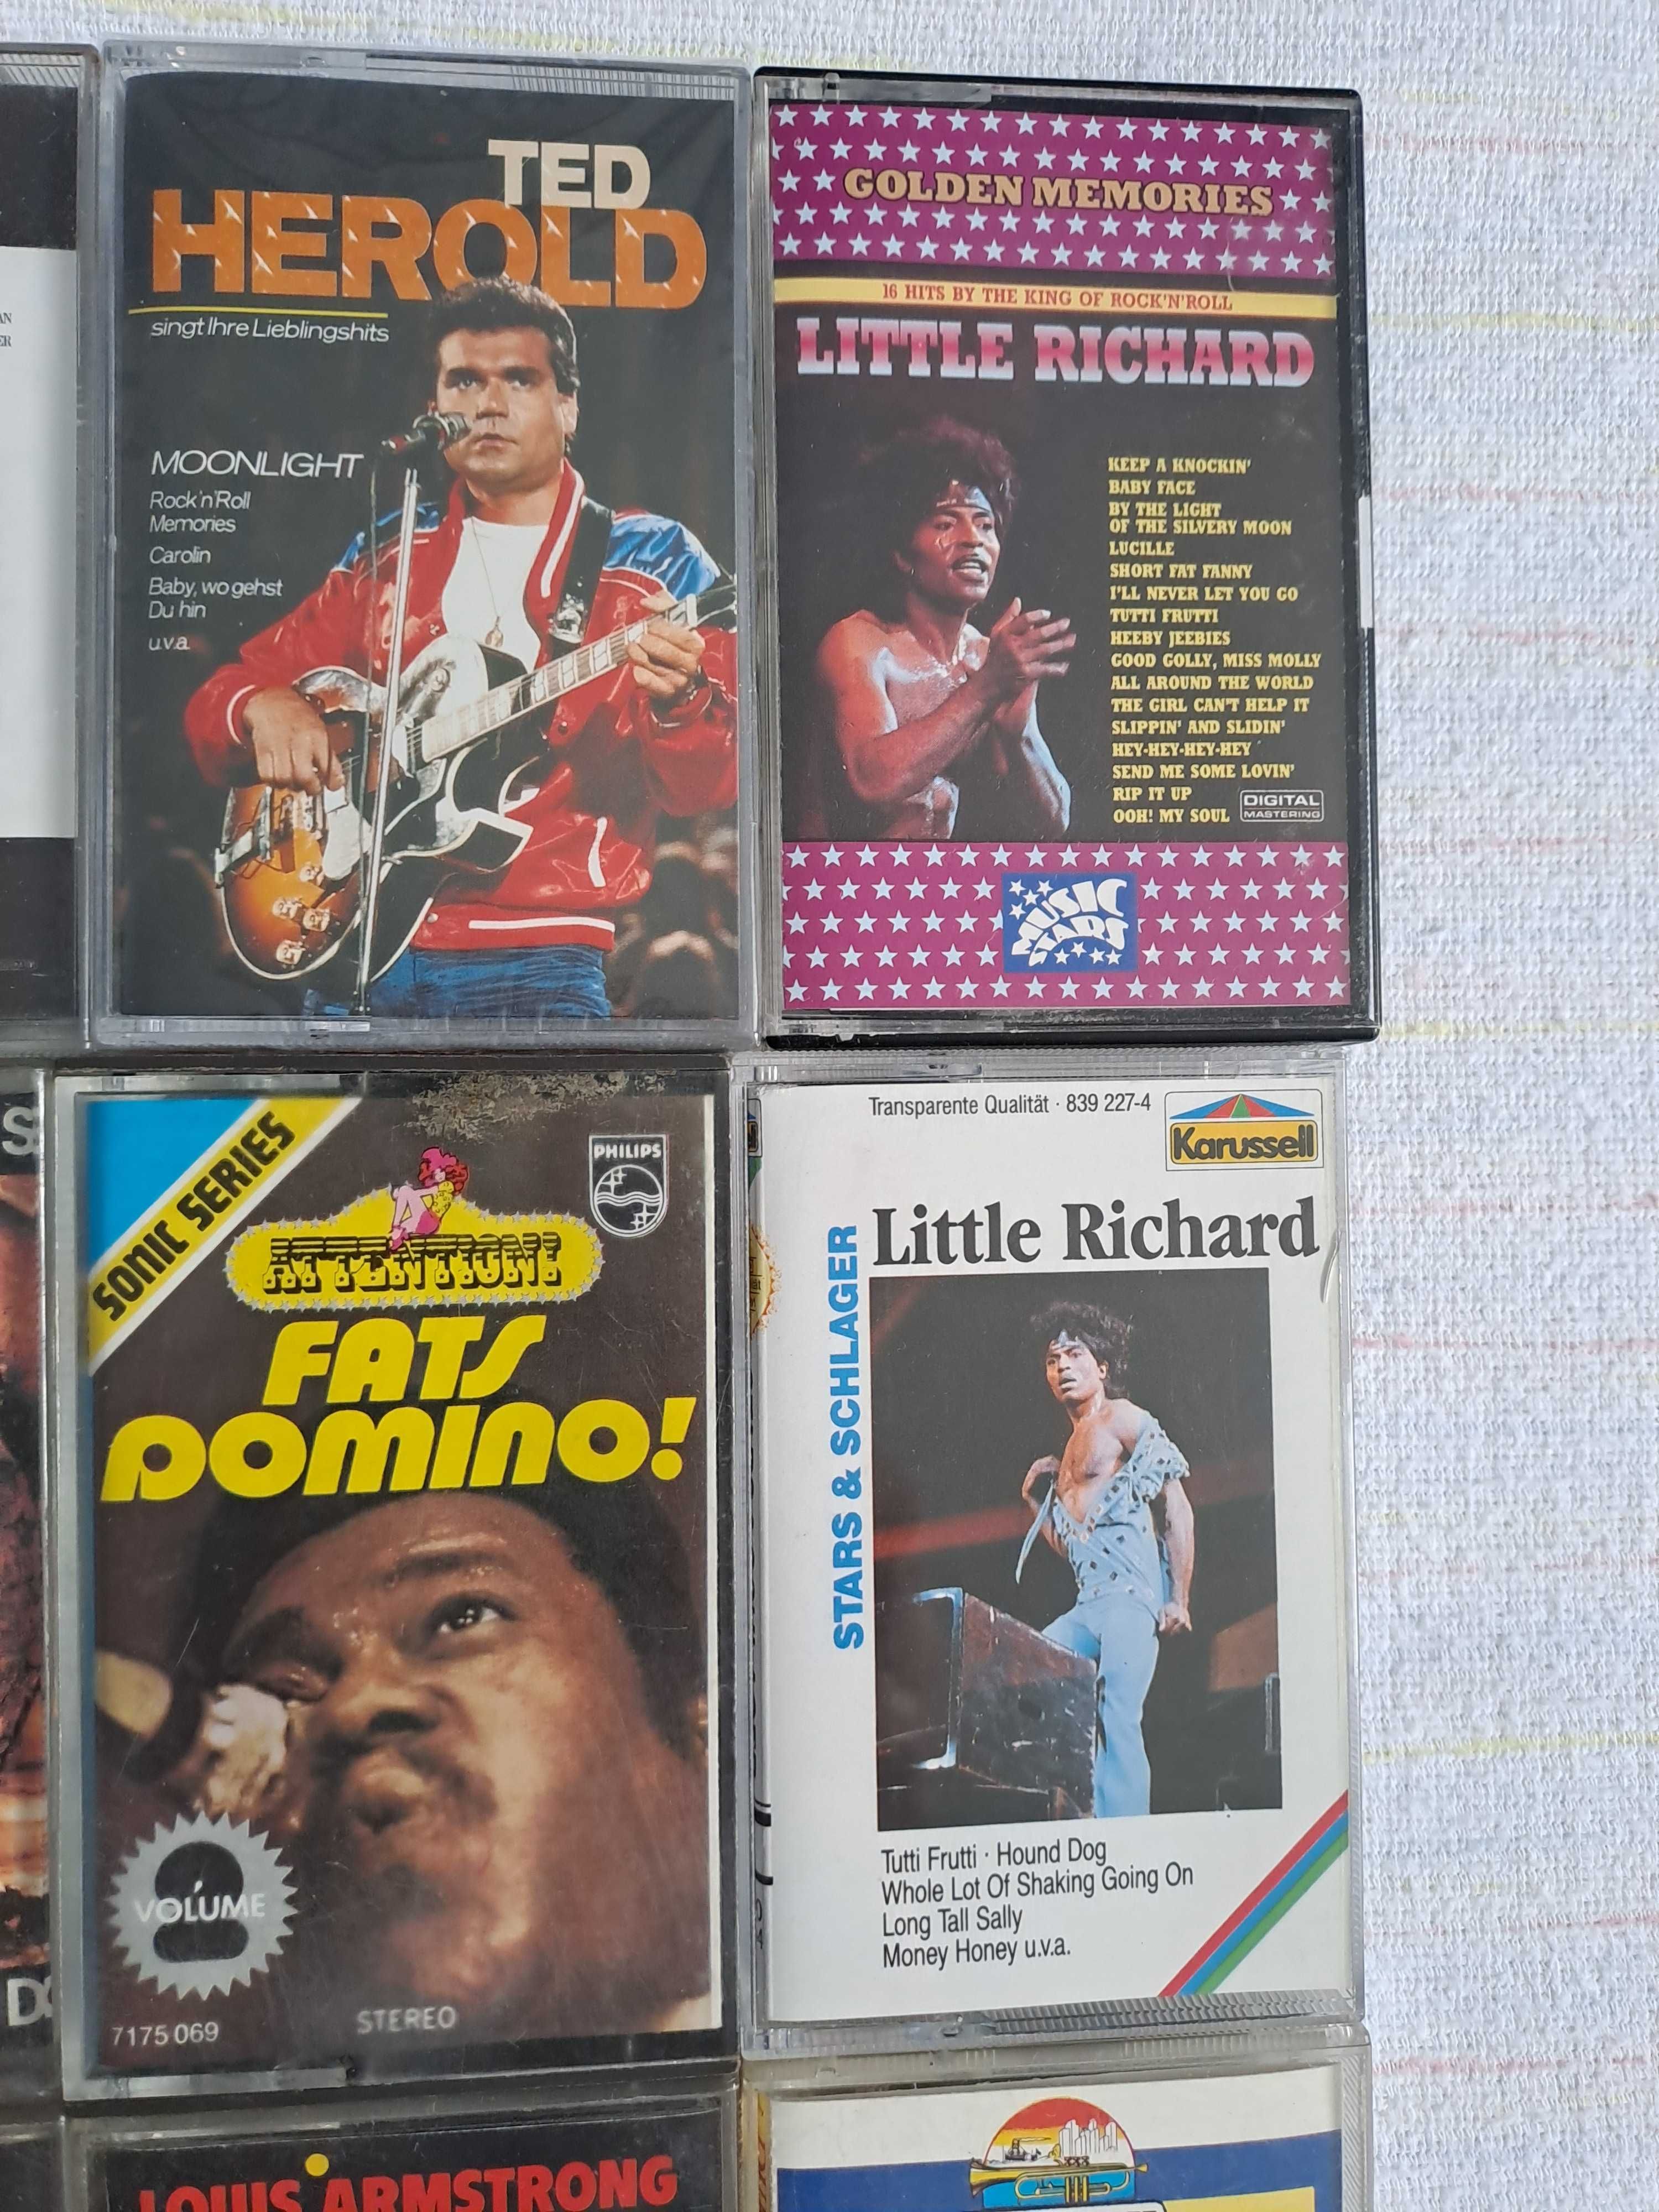 AN
ER
TED
HEROLD
singt Ihre Lieblingshits
MOONLIGHT
Rock'n'Roll
Memories
Carolin
Baby, wo gehst
Du hin
u.v.a.
GOLDEN MEMORIES
16 HITS BY THE KING OF ROCK'N'ROLL
LITTLE RICHARD
KEEP A KNOCKIN'
BABY FACE
BY THE LIGHT
OF THE SILVERY MOON
LUCILLE
SHORT FAT FANNY
I'LL NEVER LET YOU GO
TUTTI FRUTTI
HEEBY JEEBIES
GOOD GOLLY, MISS MOLLY
ALL AROUND THE WORLD
THE GIRL CAN'T HELP IT
SLIPPIN' AND SLIDIN'
HEY-HEY-HEY-HEY
SEND ME SOME LOVIN'
RIP IT UP
OOH! MY SOUL
DIGITAL
MASTERING
MUSIC
STARS
SONIC SERIES
PHILIPS
ATTENTION!
FATS
DOMINO!
VOLUME
2
7175 069
STEREO
Transparente Qualität · 839 227-4
Karussell
Little Richard
STARS & SCHLAGER
Tutti Frutti · Hound Dog
Whole Lot Of Shaking Going On
Long Tall Sally
Money Honey u.v.a.
LOUIS ARMSTRONG